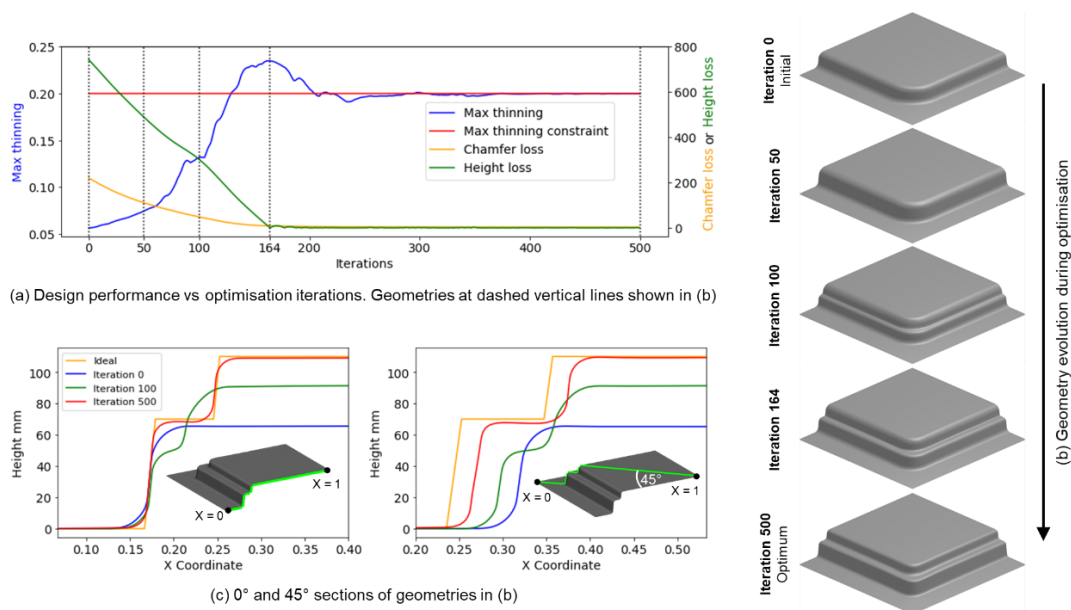 0.25
0.20
0.15
0.10
0.05
Max thinning
800
600
400
200
0
Chamfer loss or Height loss
Max thinning
Max thinning constraint
Chamfer loss
Height loss
0
50
100
164
200
300
400
500
Iterations
(a) Design performance vs optimisation iterations. Geometries at dashed vertical lines shown in (b)
Ideal
Iteration 0
Iteration 100
Iteration 500
100
80
60
40
20
0
Height mm
X = 0
X = 1
0.10
0.15
0.20
0.25
0.30
0.35
0.40
X Coordinate
100
80
60
40
20
0
Height mm
X = 0
45°
X = 1
0.20
0.25
0.30
0.35
0.40
0.45
0.50
X Coordinate
(c) 0° and 45° sections of geometries in (b)
Iteration 0
Initial
Iteration 50
Iteration 100
Iteration 164
Iteration 500
Optimum
(b) Geometry evolution during optimisation